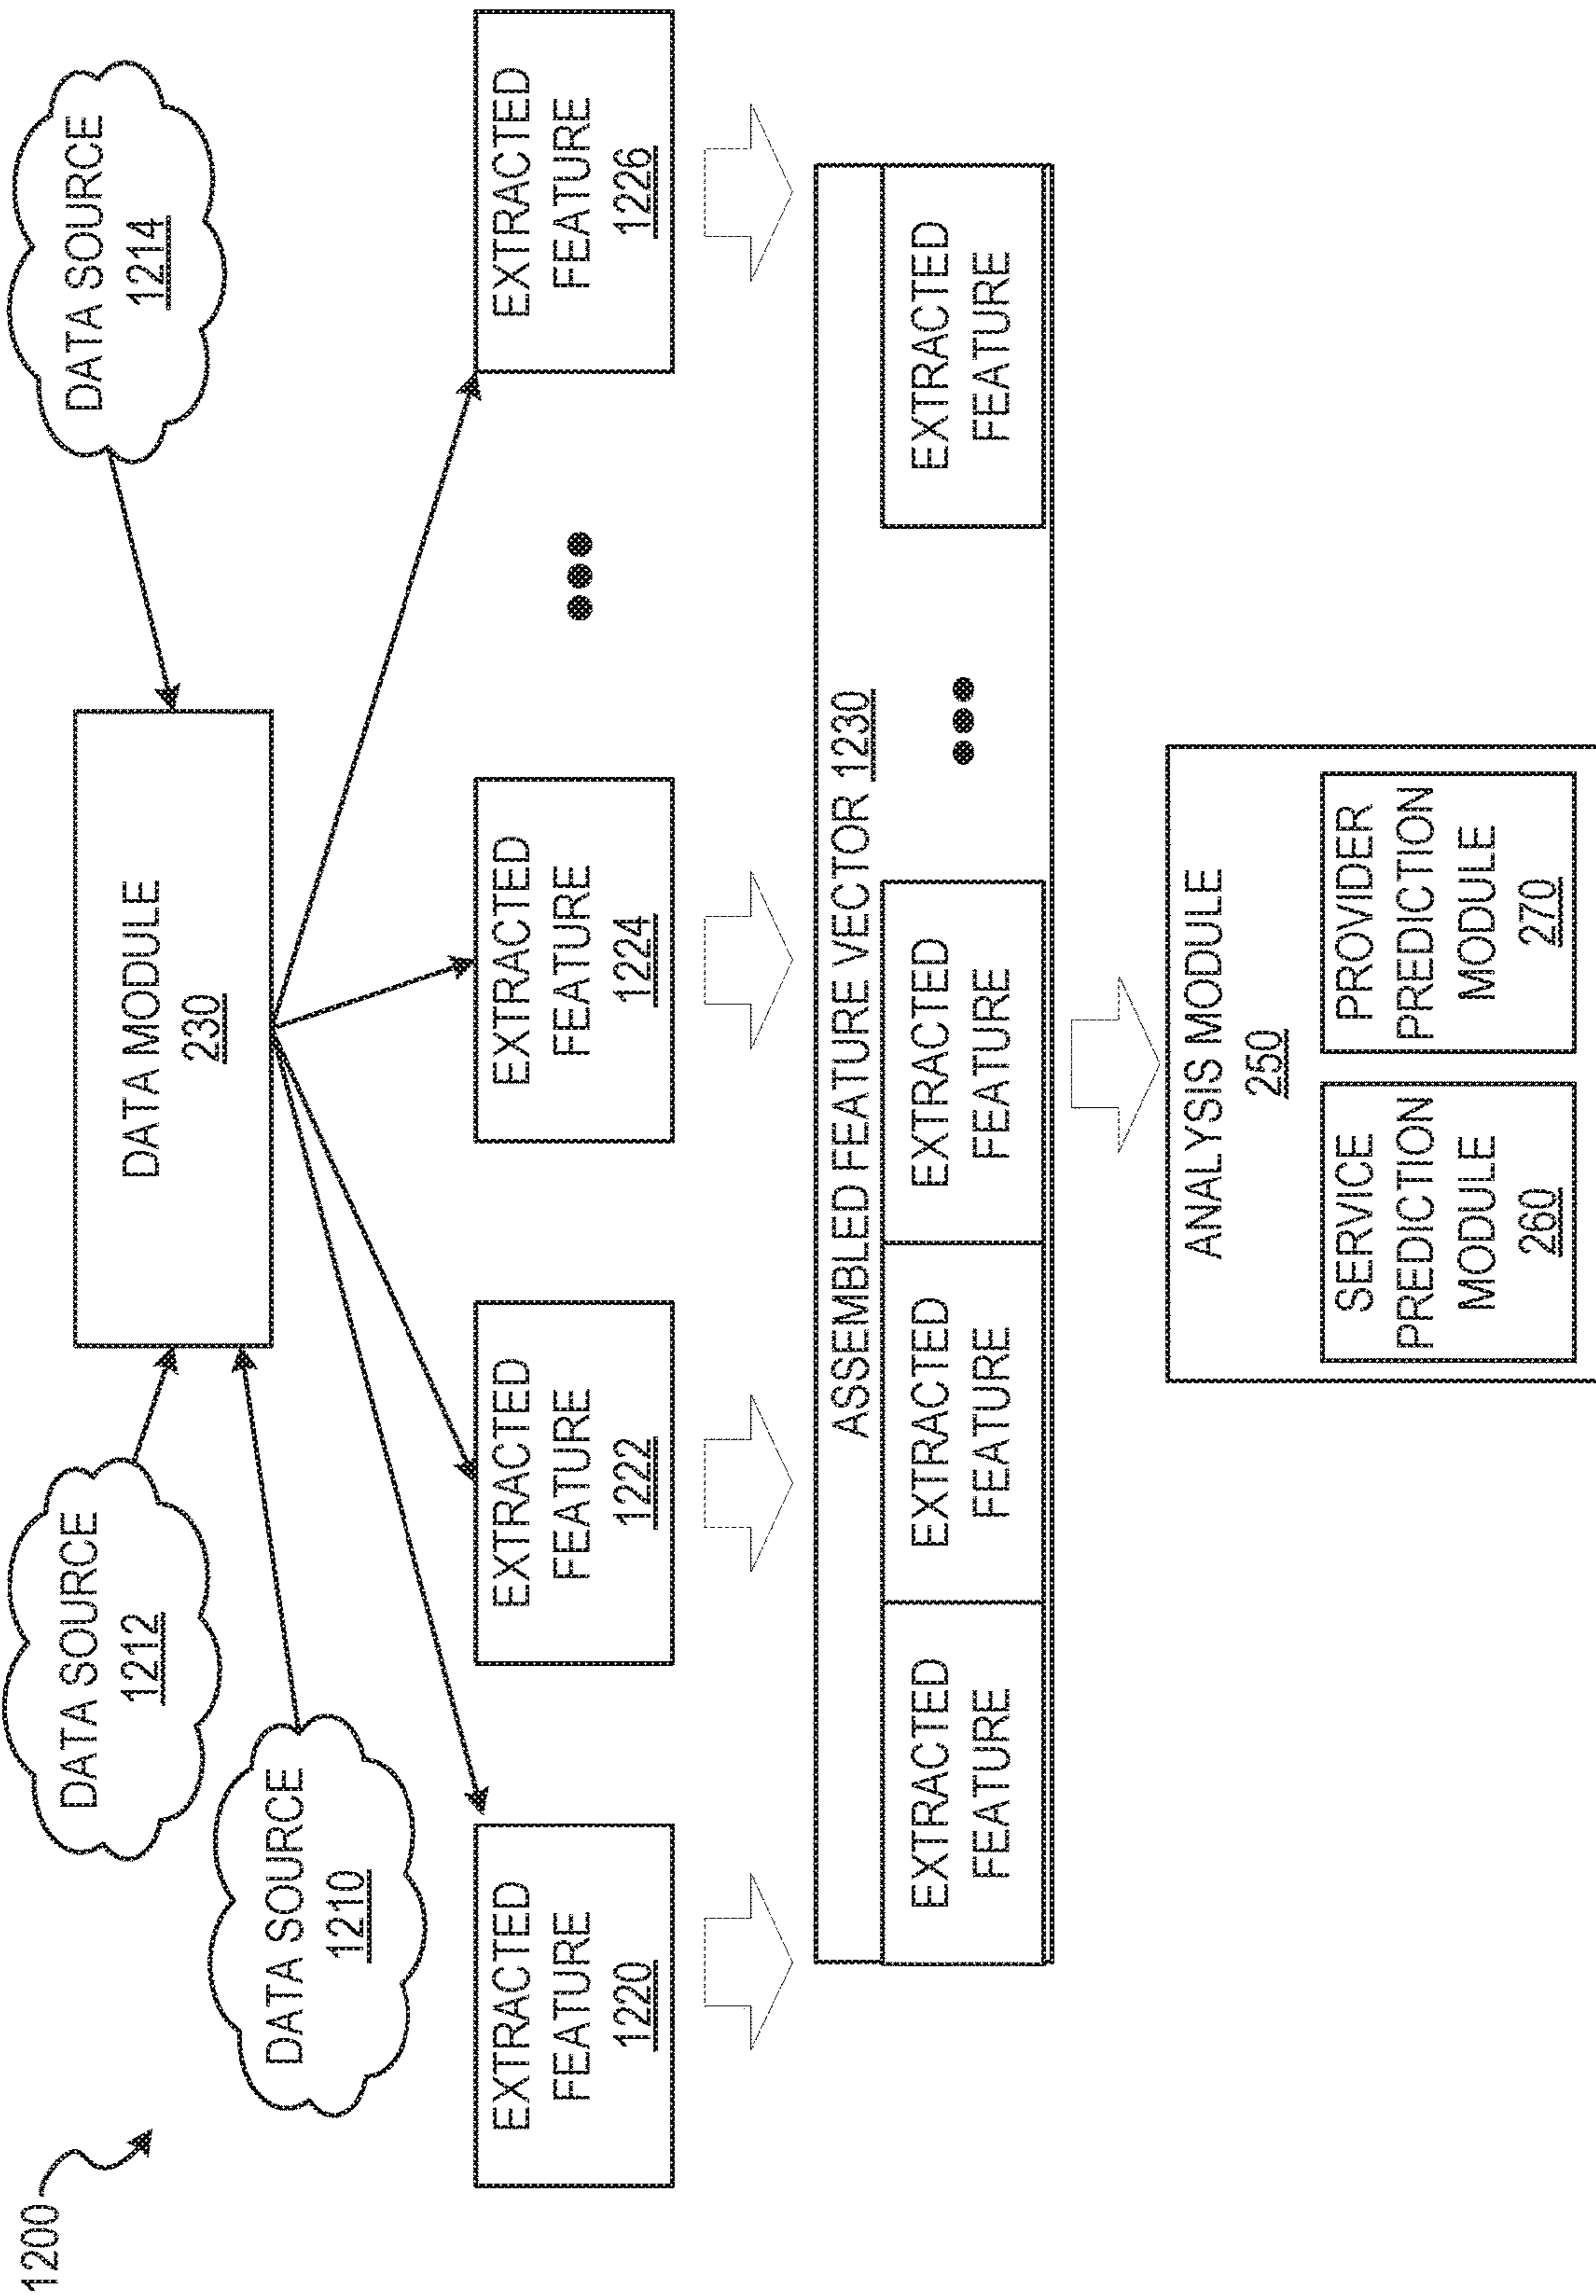 1200
DATA SOURCE
1212
DATA SOURCE
1210
DATA MODULE
230
DATA SOURCE
1214
EXTRACTED
FEATURE
1220
EXTRACTED
FEATURE
1222
EXTRACTED
FEATURE
1224
EXTRACTED
FEATURE
1226
ASSEMBLED FEATURE VECTOR 1230
EXTRACTED
FEATURE
EXTRACTED
FEATURE
EXTRACTED
FEATURE
EXTRACTED
FEATURE
ANALYSIS MODULE
250
SERVICE
PREDICTION
MODULE
260
PROVIDER
PREDICTION
MODULE
270